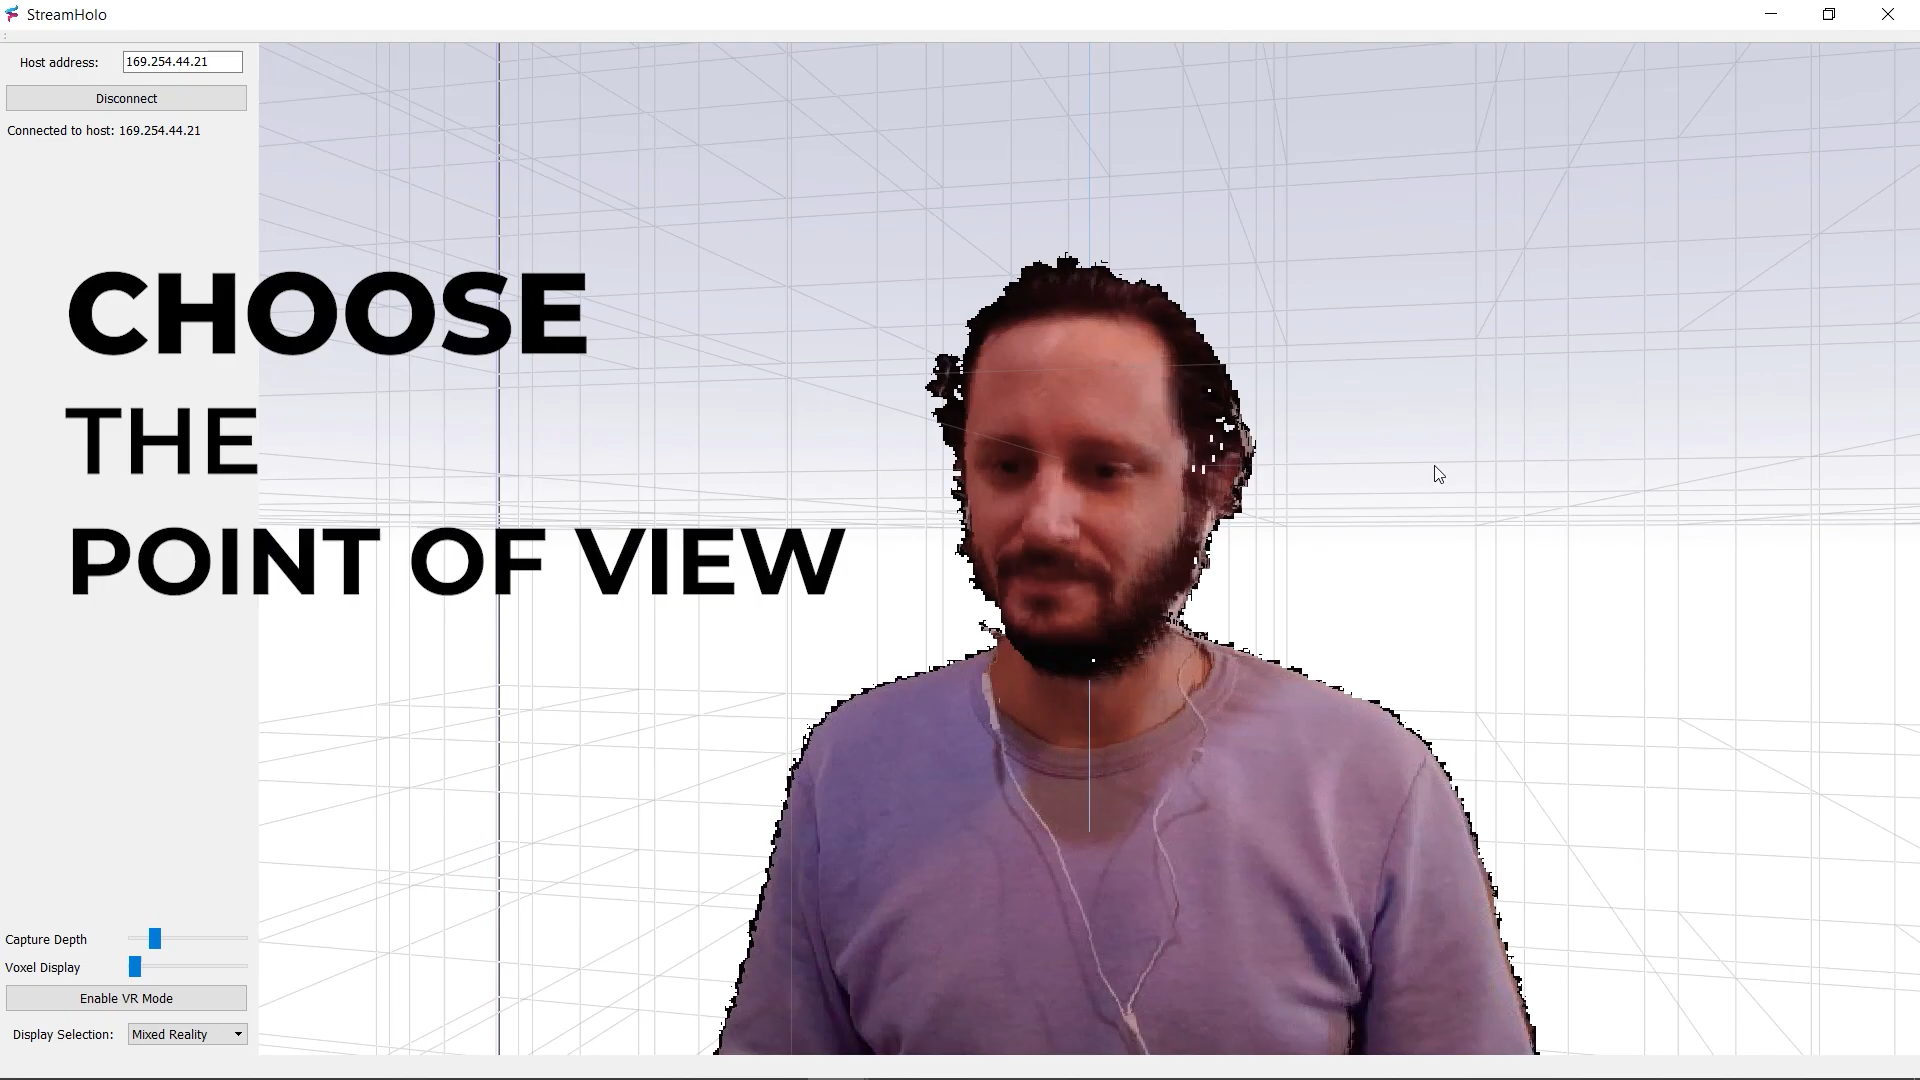 StreamHolo
Host address: 169.254.44.21
Disconnect
Connected to host: 169.254.44.21
CHOOSE
THE
POINT OF VIEW
Capture Depth
Voxel Display
Enable VR Mode
Display Selection: Mixed Reality